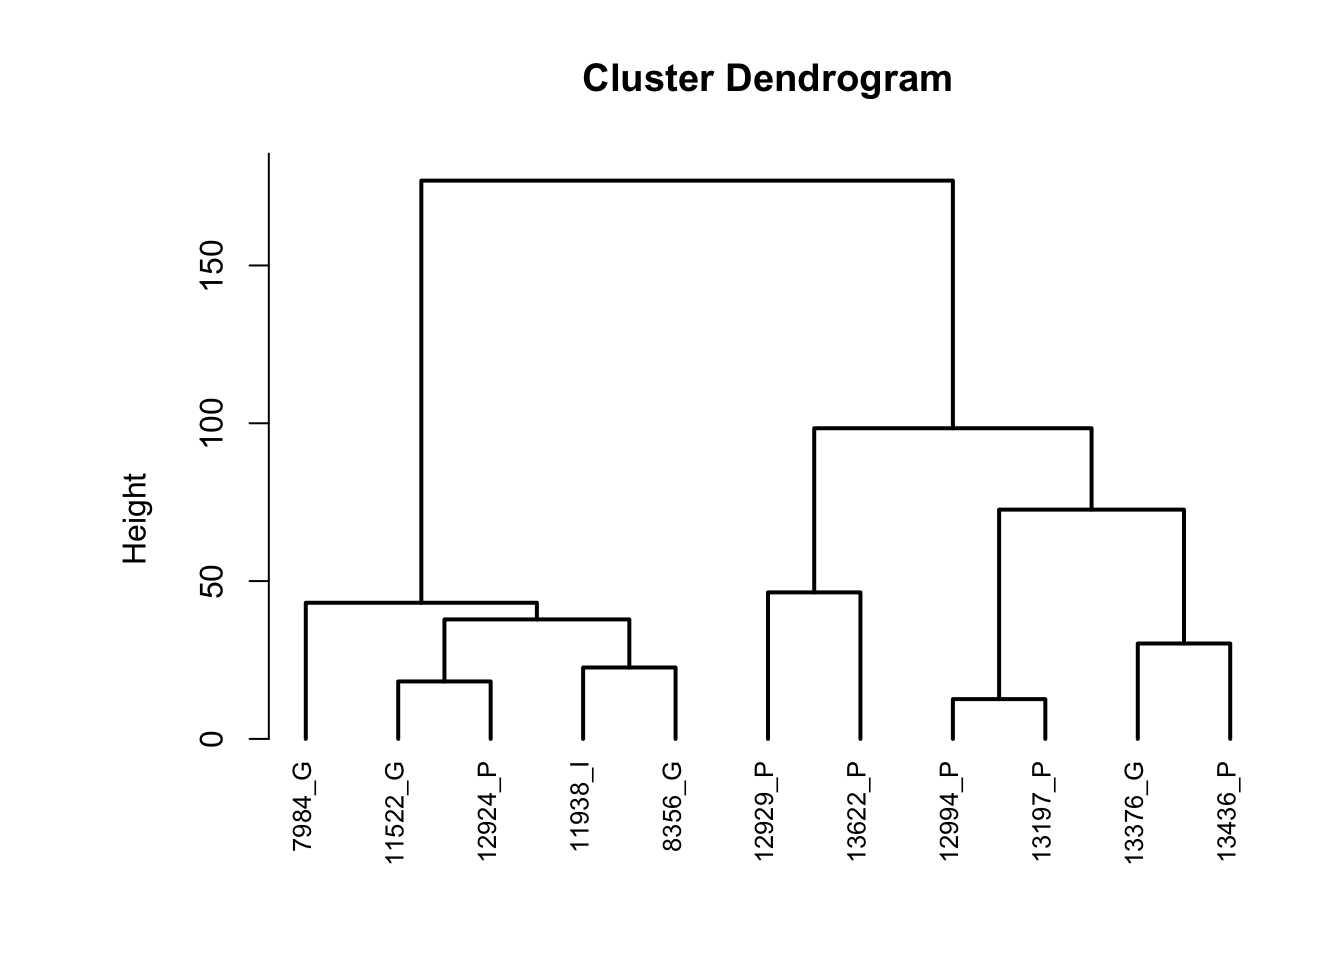 Cluster Dendrogram
Height
150
100
50
0
7984_G
11522_G
12924_P
11938_I
8356_G
12929_P
13622_P
12994_P
13197_P
13376_G
13436_P